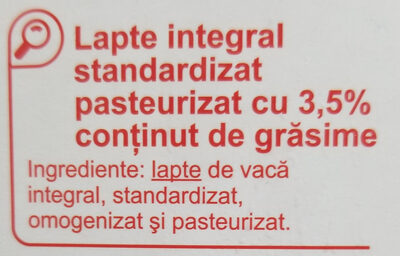 Lapte integral
standardizat
pasteurizat cu 3,5%
conținut de grăsime
Ingrediente: lapte de vacă
integral, standardizat,
omogenizat şi pasteurizat.